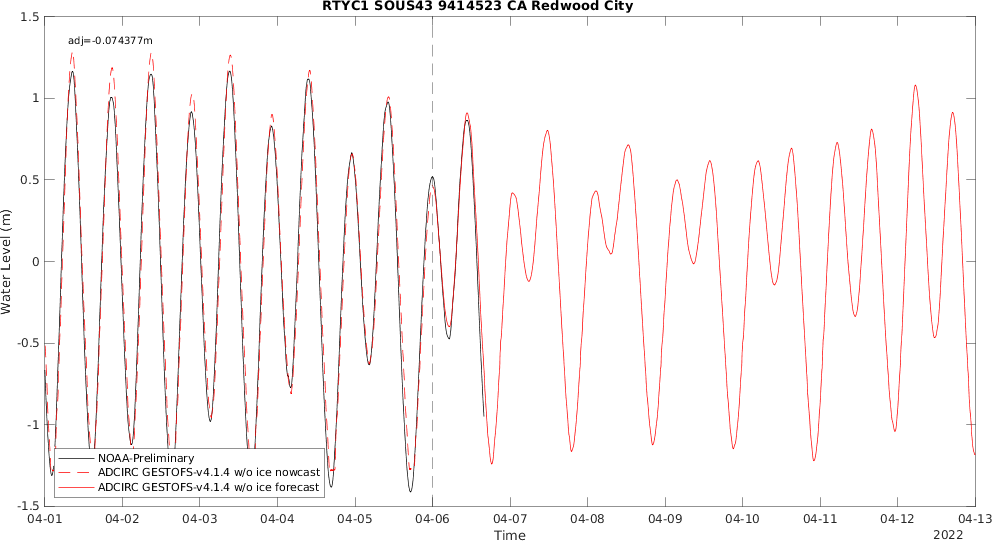 RTYC1 SOUS43 9414523 CA Redwood City
1.5
adj=-0.074377m
1
0.5
0
Water Level (m)
-0.5
-1
NOAA-Preliminary
ADCIRC GESTOFS-v4.1.4 w/o ice nowcast
ADCIRC GESTOFS-v4.1.4 w/o ice forecast
-1.5
04-01 04-02 04-03 04-04 04-05 04-06 04-07 04-08 04-09 04-10 04-11 04-12 04-13
Time
2022